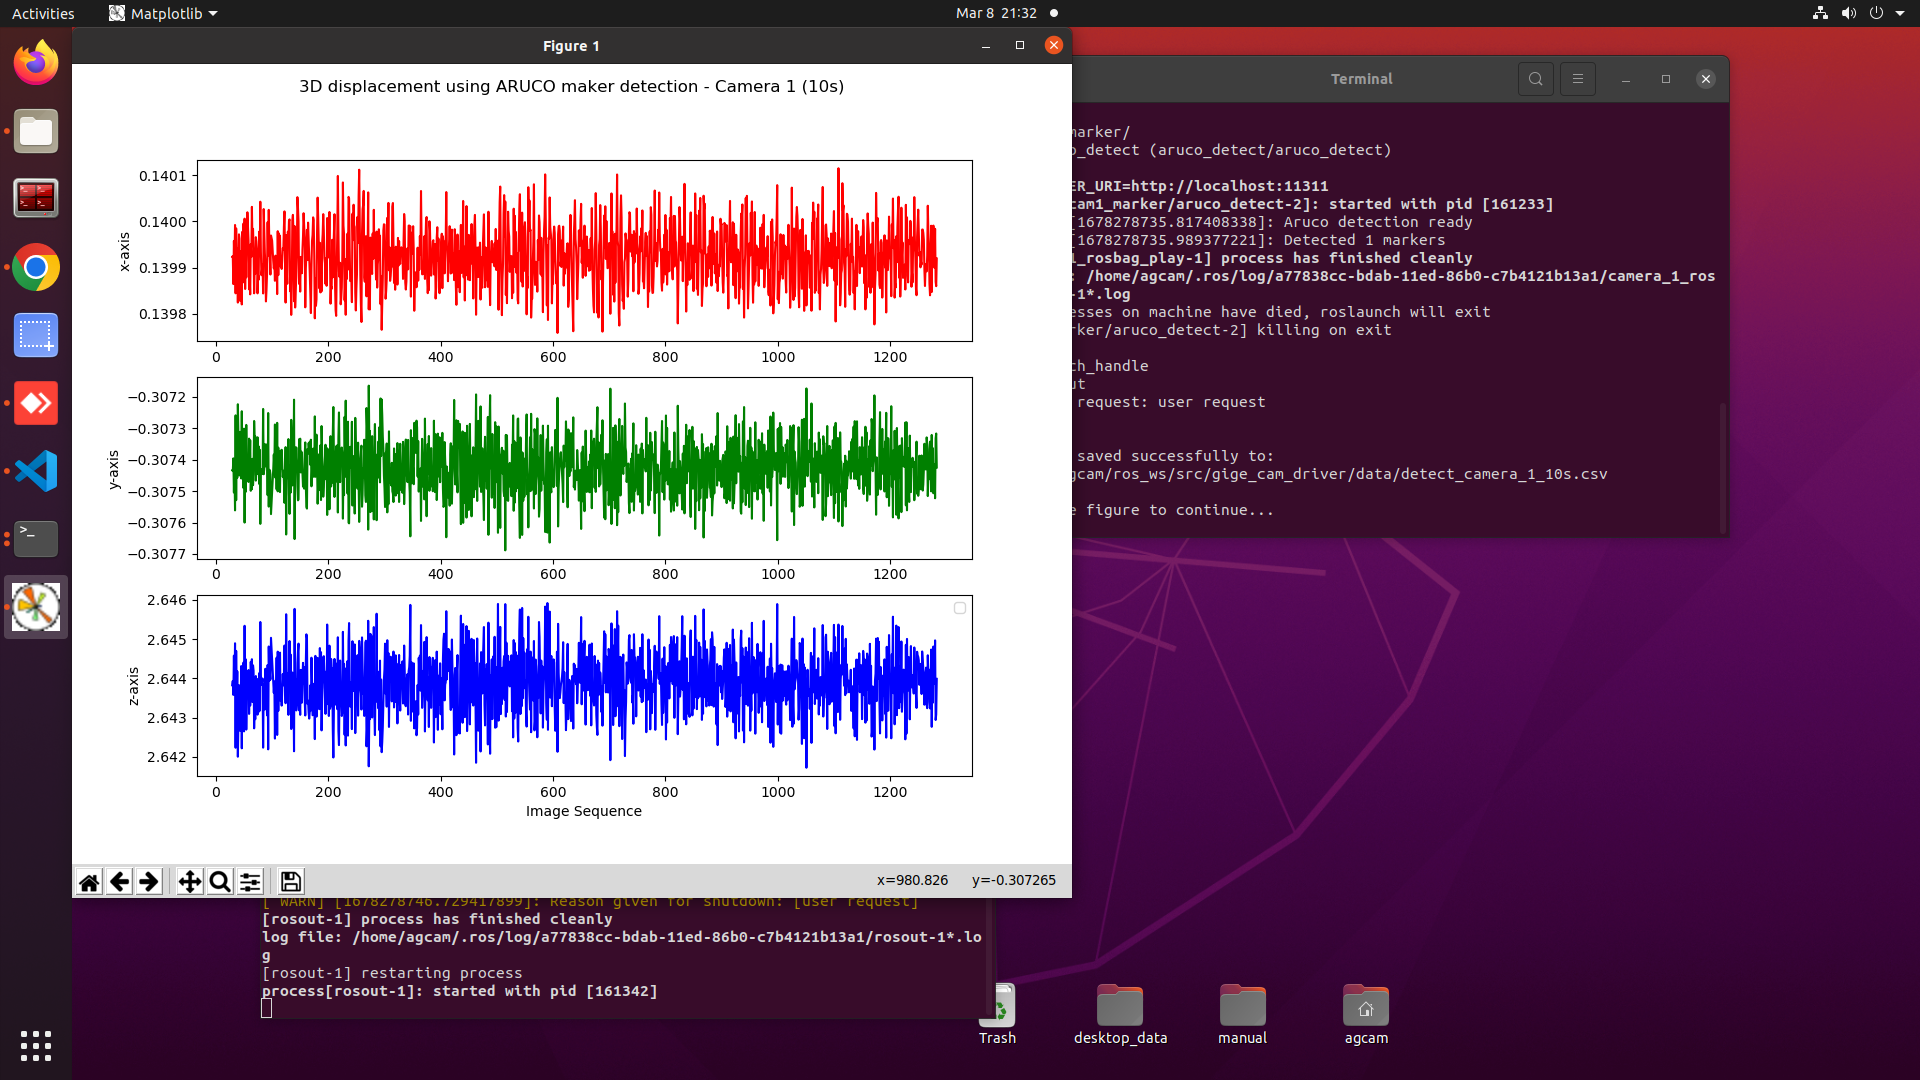 Activities
Matplotlib
Mar 8 21:32
Figure 1
3D displacement using ARUCO maker detection - Camera 1 (10s)
0.1401
0.1400
0.1399
0.1398
x-axis
0 200 400 600 800 1000 1200
−0.3072
−0.3073
−0.3074
−0.3075
−0.3076
−0.3077
y-axis
0 200 400 600 800 1000 1200
2.646
2.645
2.644
2.643
2.642
z-axis
0 200 400 600 800 1000 1200
Image Sequence
x=980.826 y=-0.307265
Terminal
marker/
o_detect (aruco_detect/aruco_detect)
ER_URI=http://localhost:11311
cam1_marker/aruco_detect-2]: started with pid [161233]
[1678278735.817408338]: Aruco detection ready
[1678278735.989377221]: Detected 1 markers
1_rosbag_play-1] process has finished cleanly
: /home/agcam/.ros/log/a77838cc-bdab-11ed-86b0-c7b4121b13a1/camera_1_ros
-1*.log
esses on machine have died, roslaunch will exit
rker/aruco_detect-2] killing on exit
ch_handle
ut
request: user request
saved successfully to:
gcam/ros_ws/src/gige_cam_driver/data/detect_camera_1_10s.csv
e figure to continue...
[ WARN] [1678278746.729417899]: Reason given for shutdown: [user request]
[rosout-1] process has finished cleanly
log file: /home/agcam/.ros/log/a77838cc-bdab-11ed-86b0-c7b4121b13a1/rosout-1*.lo
g
[rosout-1] restarting process
process[rosout-1]: started with pid [161342]
Trash
desktop_data
manual
agcam